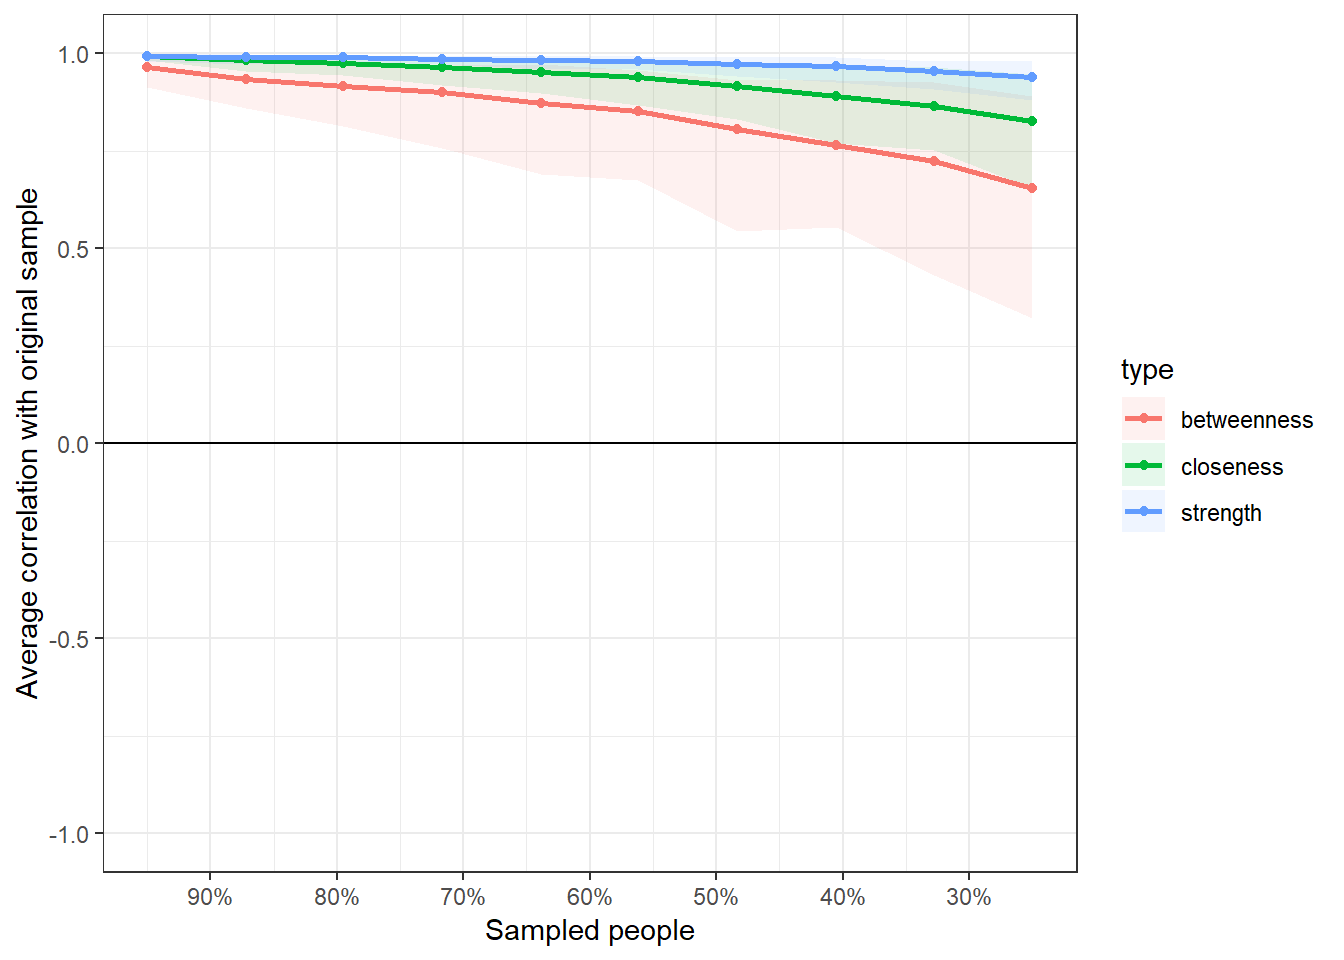 Average correlation with original sample
1.0
0.5
0.0
-0.5
-1.0
90% 80% 70% 60% 50% 40% 30%
Sampled people
type
betweenness
closeness
strength